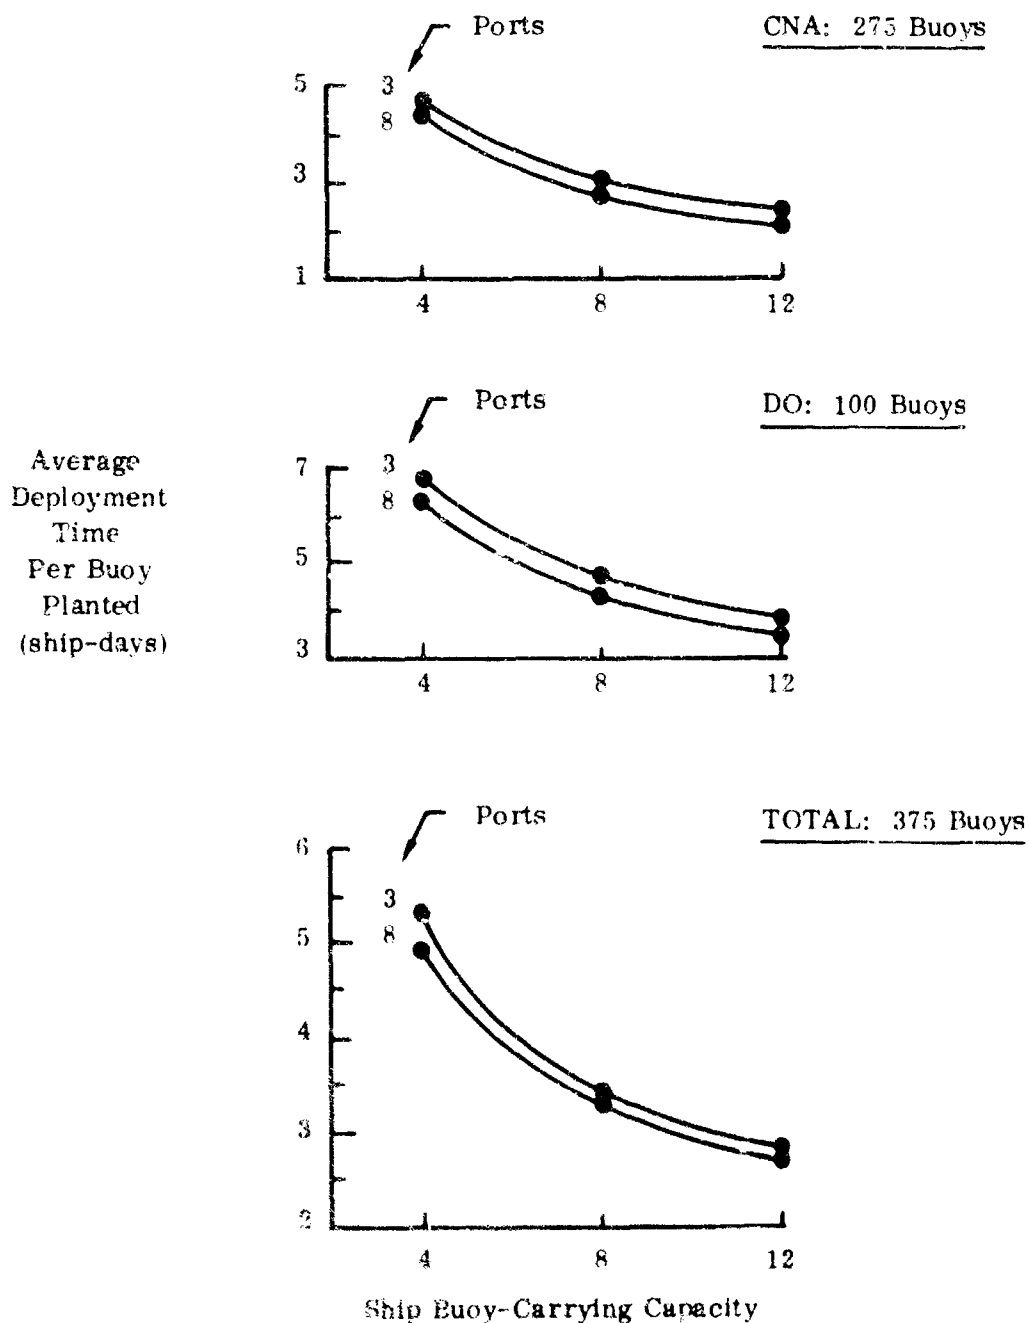 Ports
CNA: 275 Buoys
5
3
8
3
1
4 8 12
Ports
DO: 100 Buoys
Average
Deployment
Time
Per Buoy
Planted
(ship-days)
7
3
8
5
3
4 8 12
Ports
TOTAL: 375 Buoys
6
3
8
5
4
3
2
4 8 12
Ship Buoy-Carrying Capacity